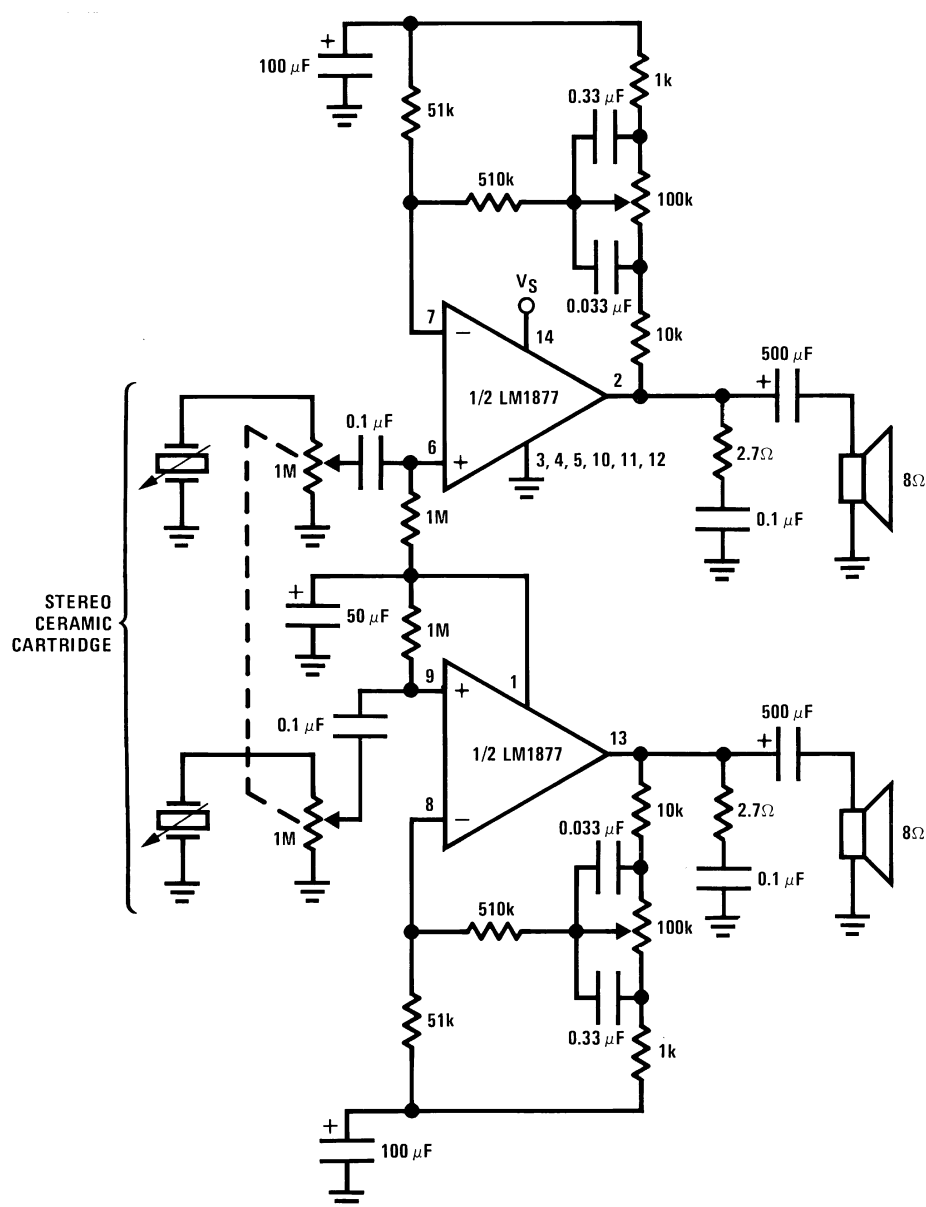 +
100 μF
1k
0.33 μF
51k
510k
100k
0.033 μF
VS
7
−
14
10k
500 μF
+
1/2 LM1877
2
0.1 μF
6
+
3, 4, 5, 10, 11, 12
2.7Ω
8Ω
1M
1M
0.1 μF
+
50 μF
1M
STEREO
CERAMIC
CARTRIDGE
9
+
1
0.1 μF
500 μF
+
1/2 LM1877
13
8
−
1M
10k
2.7Ω
8Ω
0.033 μF
0.1 μF
510k
100k
51k
0.33 μF
1k
+
100 μF